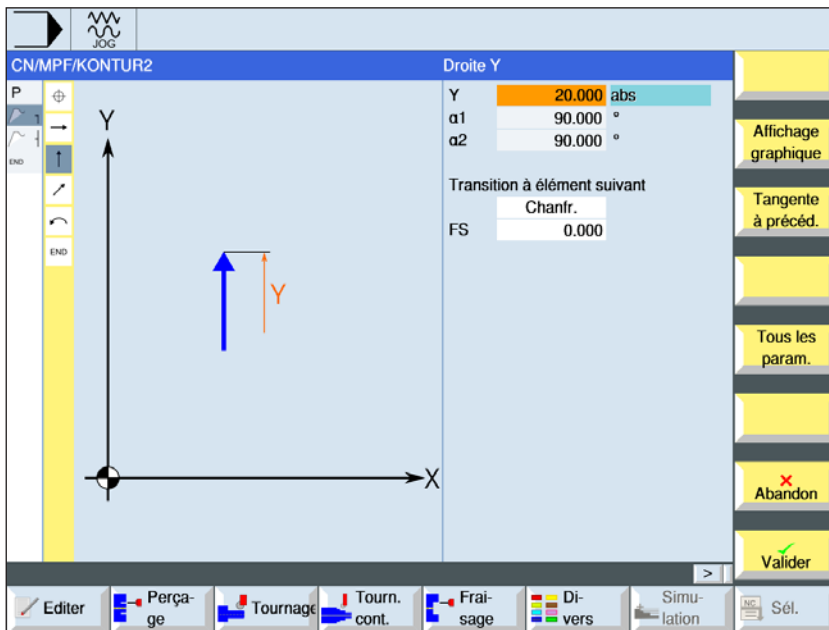 JOG
CN/MPF/KONTUR2
Droite Y
P
END
END
Y
Y
X
Y 20.000 abs
α1 90.000 °
α2 90.000 °
Transition à élément suivant
Chanfr.
FS 0.000
Affichage
graphique
Tangente
à précéd.
Tous les
param.
Abandon
Valider
>
Editer
Perça-
ge
Tournage
Tourn.
cont.
Frai-
sage
Di-
vers
Simu-
lation
NC
Sél.